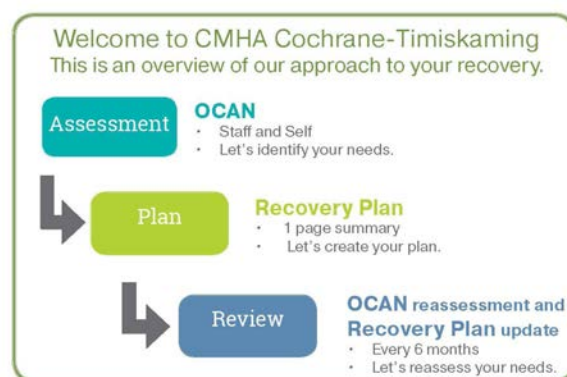 Welcome to CMHA Cochrane-Timiskaming
This is an overview of our approach to your recovery.
Assessment
OCAN
· Staff and Self
· Let's identify your needs.
Plan
Recovery Plan
· 1 page summary
· Let's create your plan.
Review
OCAN reassessment and
Recovery Plan update
· Every 6 months
· Let's reassess your needs.